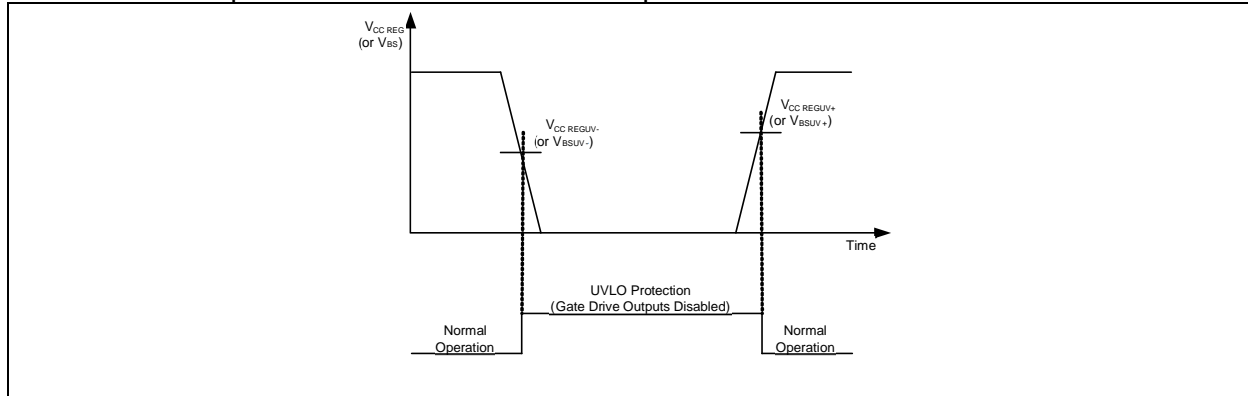 VCC REG
(or VBS)
VCC REGUV-
(or VBSUV-)
VCC REGUV+
(or VBSUV+)
Time
UVLO Protection
(Gate Drive Outputs Disabled)
Normal
Operation
Normal
Operation